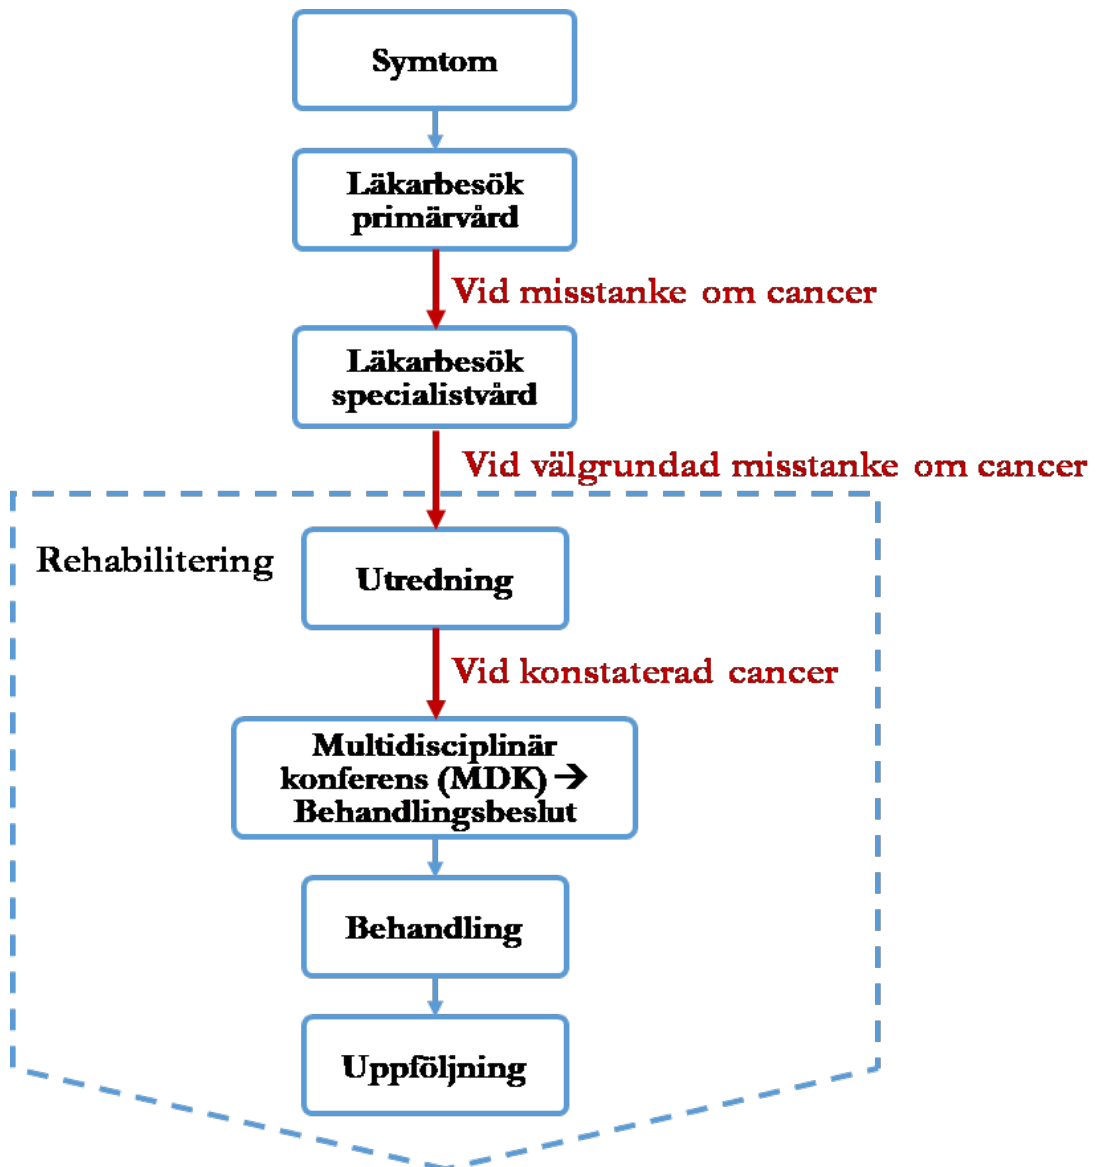 Symtom
Läkarbesök
primärvård
Vid misstanke om cancer
Läkarbesök
specialistvård
Vid välgrundad misstanke om cancer
Rehabilitering
Utredning
Vid konstaterad cancer
Multidisciplinär
konferens (MDK) ➔
Behandlingsbeslut
Behandling
Uppföljning